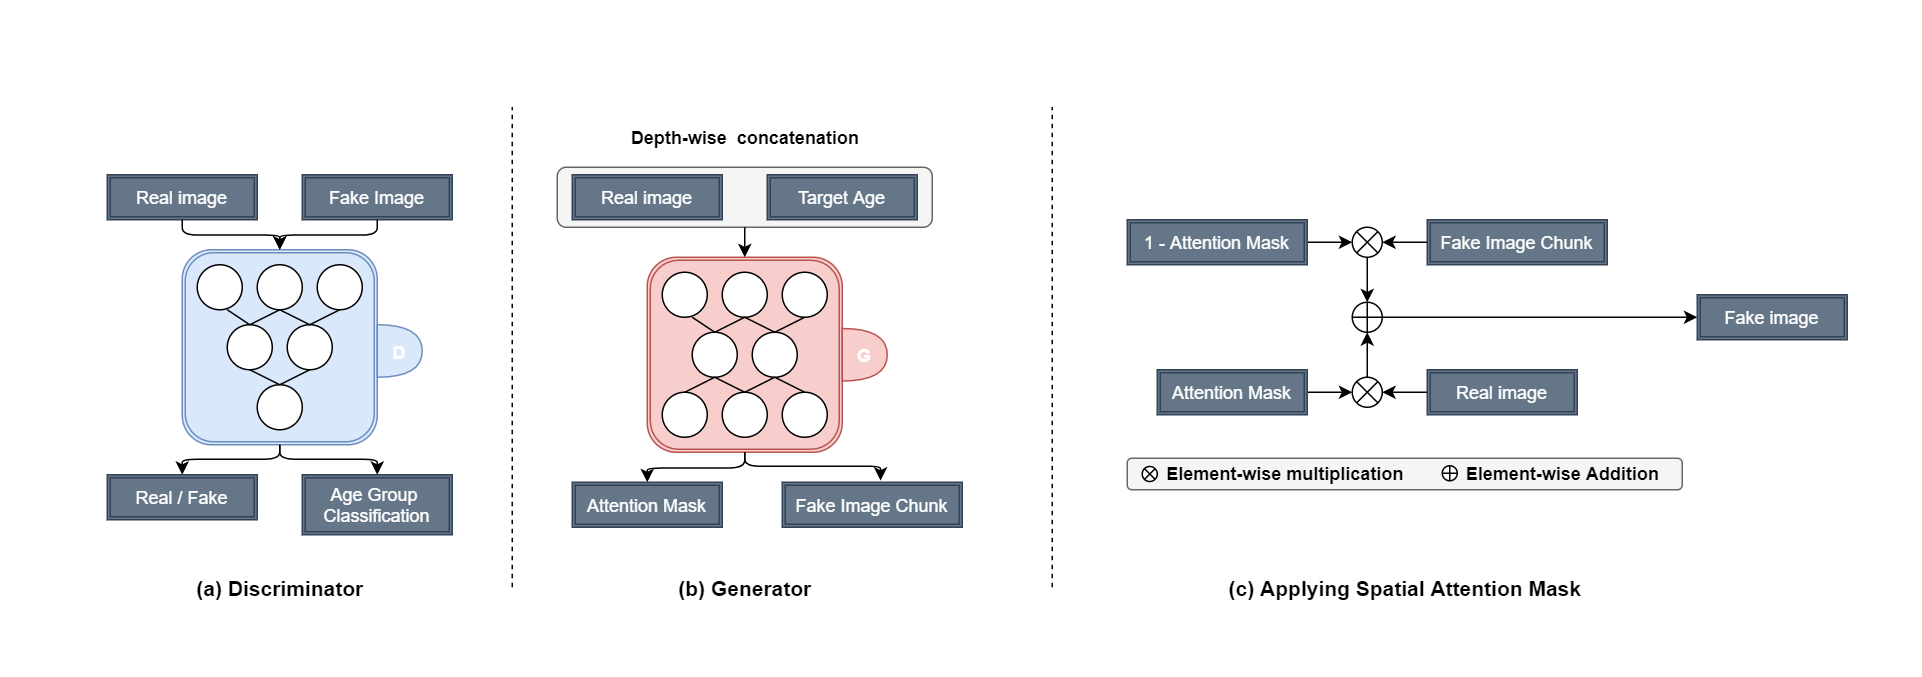 Real image
Fake Image
D
Real / Fake
Age Group
Classification
(a) Discriminator
Depth-wise  concatenation
Real image
Target Age
G
Attention Mask
Fake Image Chunk
(b) Generator
1 - Attention Mask
Fake Image Chunk
Fake image
Attention Mask
Real image
Element-wise multiplication
Element-wise Addition
(c) Applying Spatial Attention Mask